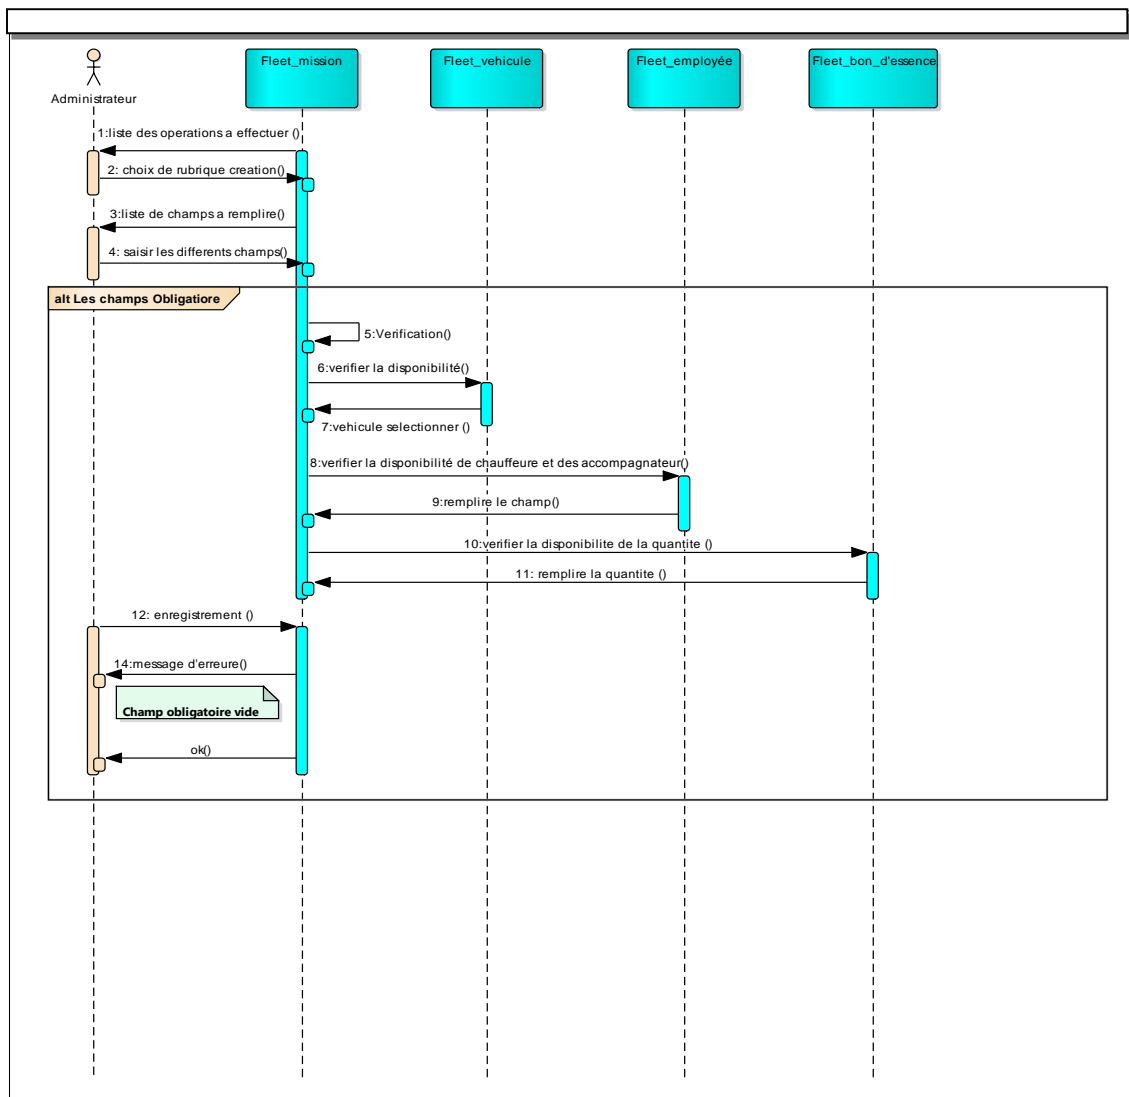 Fleet_mission
Fleet_vehicule
Fleet_employée
Fleet_bon_d'essence
Administrateur
1:liste des operations a effectuer ()
2: choix de rubrique creation()
3:liste de champs a remplire()
4: saisir les differents champs()
alt Les champs Obligatiore
5:Verification()
6:verifier la disponibilité()
7:vehicule selectionner ()
8:verifier la disponibilité de chauffeure et des accompagnateur()
9:remplire le champ()
10:verifier la disponibilite de la quantite ()
11: remplire la quantite ()
12: enregistrement ()
14:message d'erreure()
Champ obligatoire vide
ok()